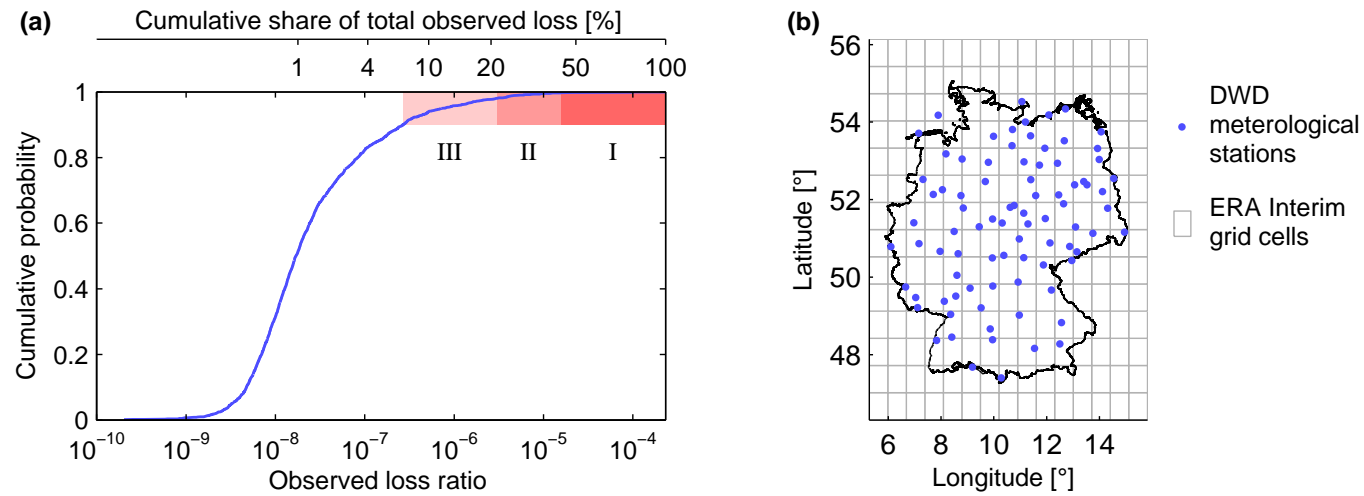 (a)
Cumulative share of total observed loss [%]
1 4 10 20 50 100
1
0.8
0.6
0.4
0.2
0
Cumulative probability
III II I
10−10 10−9 10−8 10−7 10−6 10−5 10−4
Observed loss ratio
(b)
56
54
52
50
48
Latitude [°]
6 8 10 12 14
Longitude [°]
DWD
meterological
stations
ERA Interim
grid cells